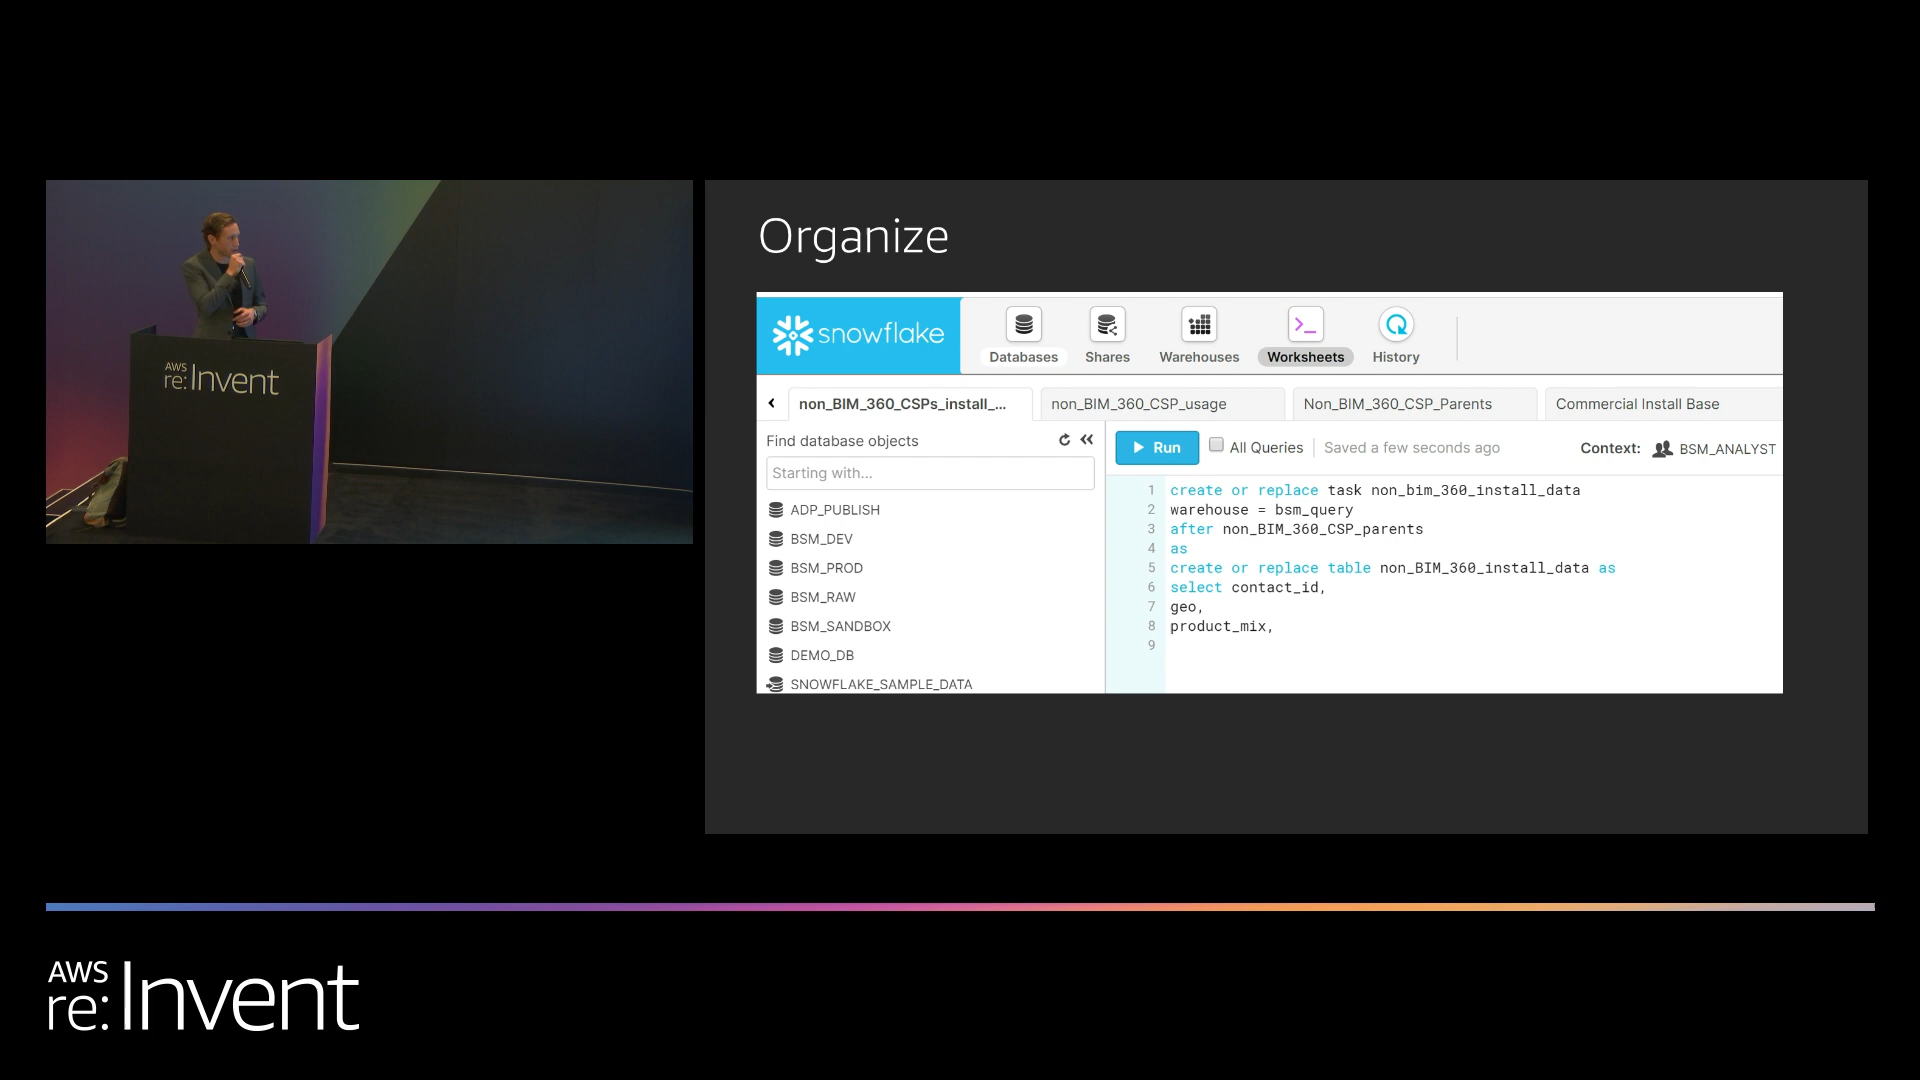 AWS
re:Invent
Organize
snowflake
Databases
Shares
Warehouses
Worksheets
History
non_BIM_360_CSPs_install_...
non_BIM_360_CSP_usage
Non_BIM_360_CSP_Parents
Commercial Install Base
Find database objects
Starting with...
ADP_PUBLISH
BSM_DEV
BSM_PROD
BSM_RAW
BSM_SANDBOX
DEMO_DB
SNOWFLAKE_SAMPLE_DATA
Run
All Queries
Saved a few seconds ago
Context:
BSM_ANALYST
1 create or replace task non_bim_360_install_data
2 warehouse = bsm_query
3 after non_BIM_360_CSP_parents
4 as
5 create or replace table non_BIM_360_install_data as
6 select contact_id,
7 geo,
8 product_mix,
9
AWS
re:Invent